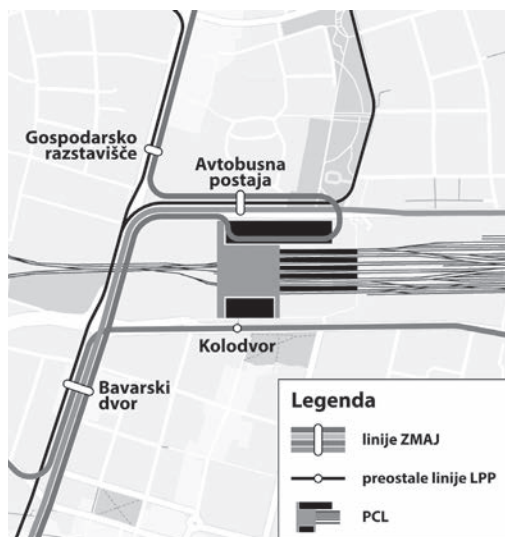 Gospodarsko
razstavišče
Avtobusna
postaja
Kolodvor
Bavarski
dvor
Legenda
linije ZMAJ
preostale linije LPP
PCL